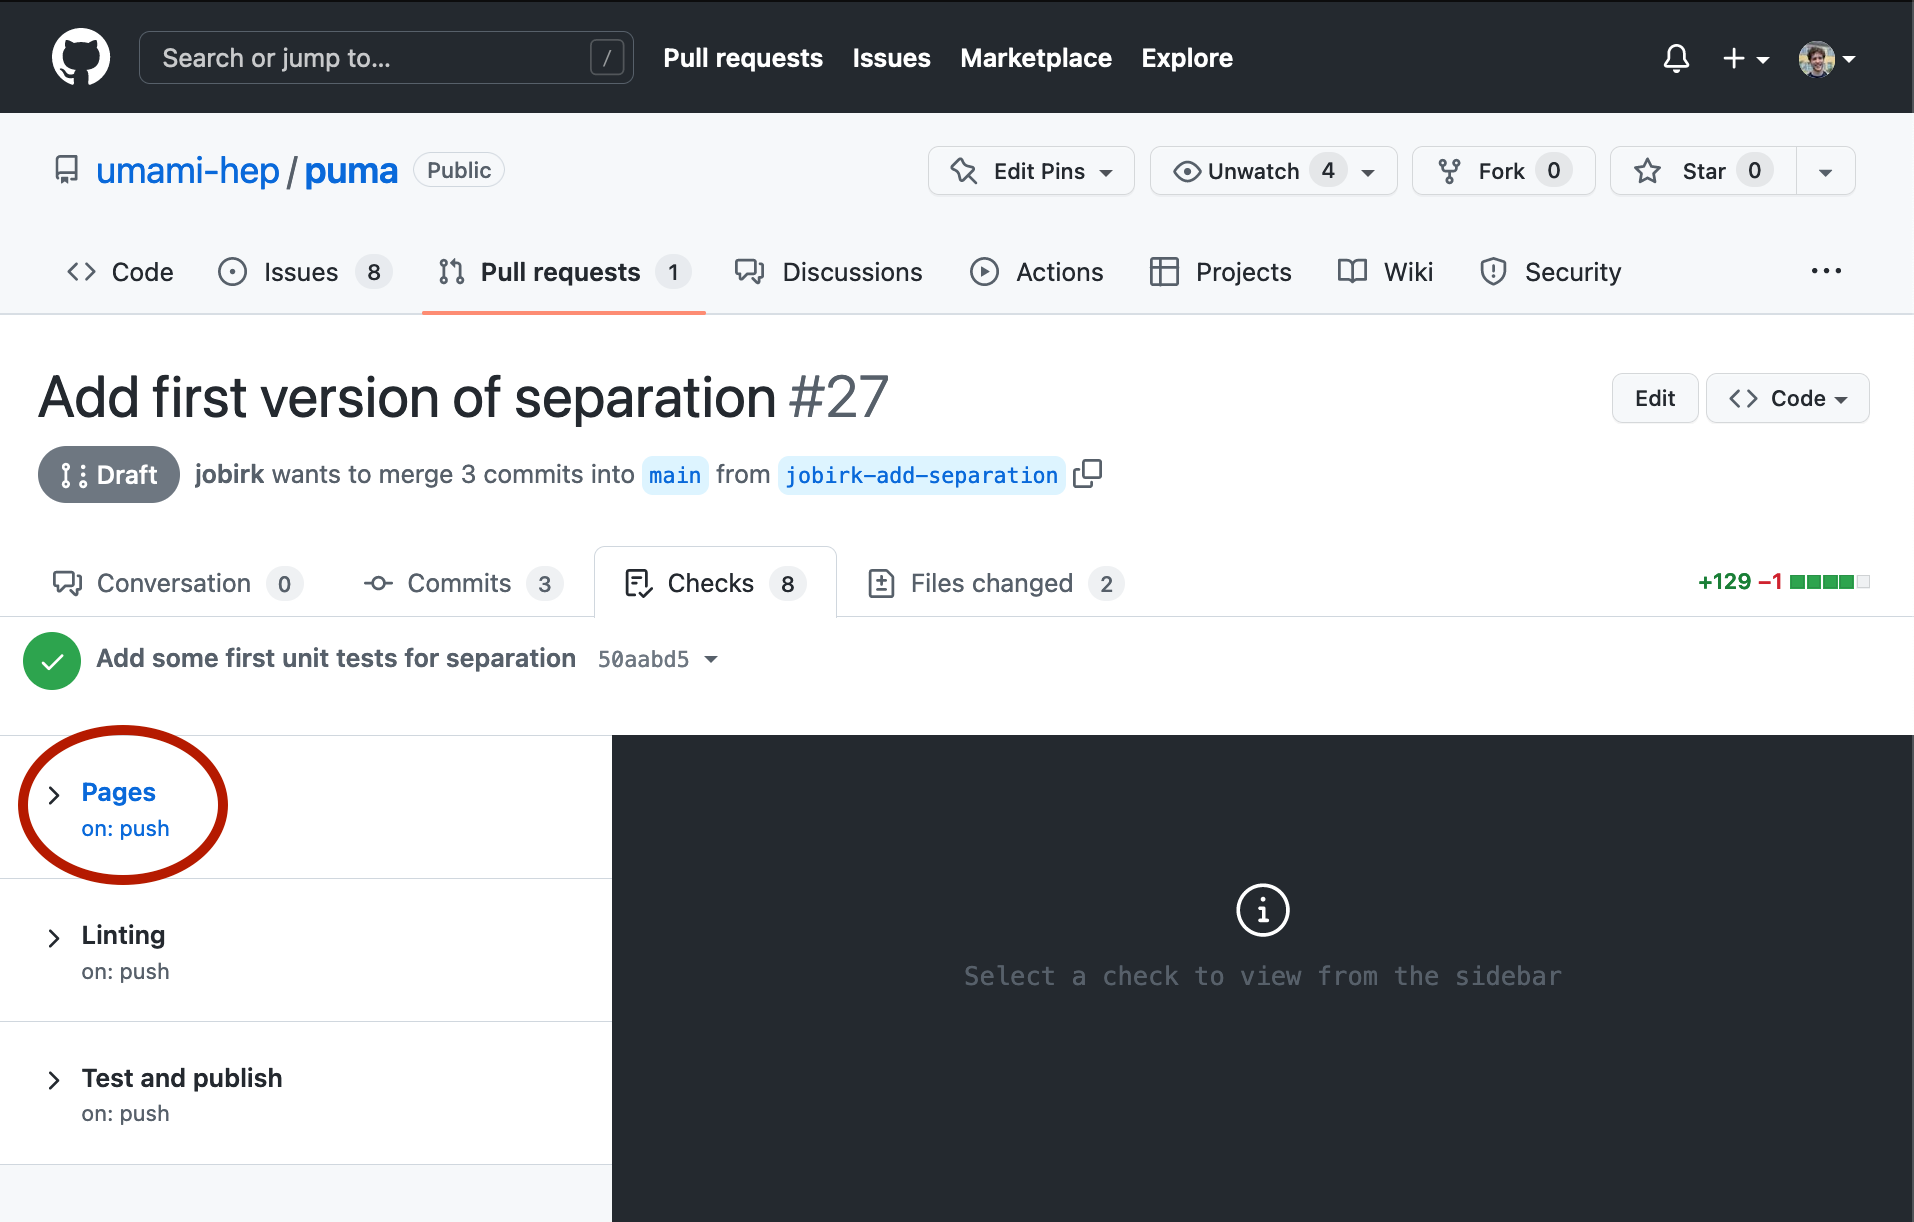 Search or jump to... / Pull requests Issues Marketplace Explore
umami-hep / puma Public Edit Pins Unwatch 4 Fork 0 Star 0
Code Issues 8 Pull requests 1 Discussions Actions Projects Wiki Security ...
Add first version of separation #27 Edit Code
Draft jobirk wants to merge 3 commits into main from jobirk-add-separation
Conversation 0 Commits 3 Checks 8 Files changed 2 +129 −1
Add some first unit tests for separation 50aabd5
Pages
on: push
Linting
on: push
Select a check to view from the sidebar
Test and publish
on: push